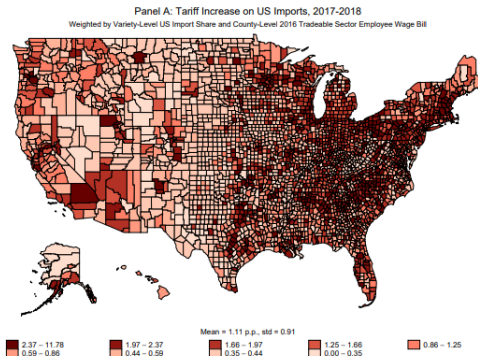 Panel A: Tariff Increase on US Imports, 2017-2018
Weighted by Variety-Level US Import Share and County-Level 2016 Tradeable Sector Employee Wage Bill
Mean = 1.11 p.p., std = 0.91
2.37 – 11.78 1.97 – 2.37 1.66 – 1.97 1.25 – 1.66 0.86 – 1.25
0.59 – 0.86 0.44 – 0.59 0.35 – 0.44 0.00 – 0.35